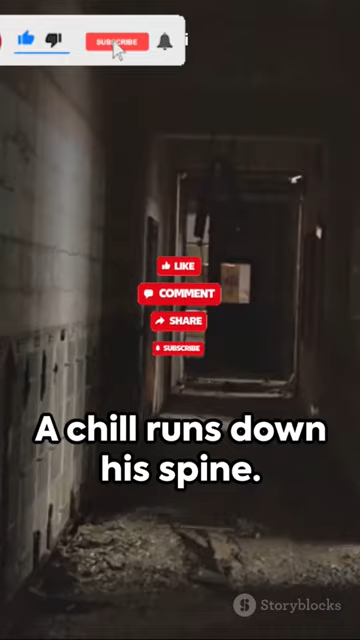 SUBSCRIBE
LIKE
COMMENT
SHARE
SUBSCRIBE
A chill runs down
his spine.
Storyblocks